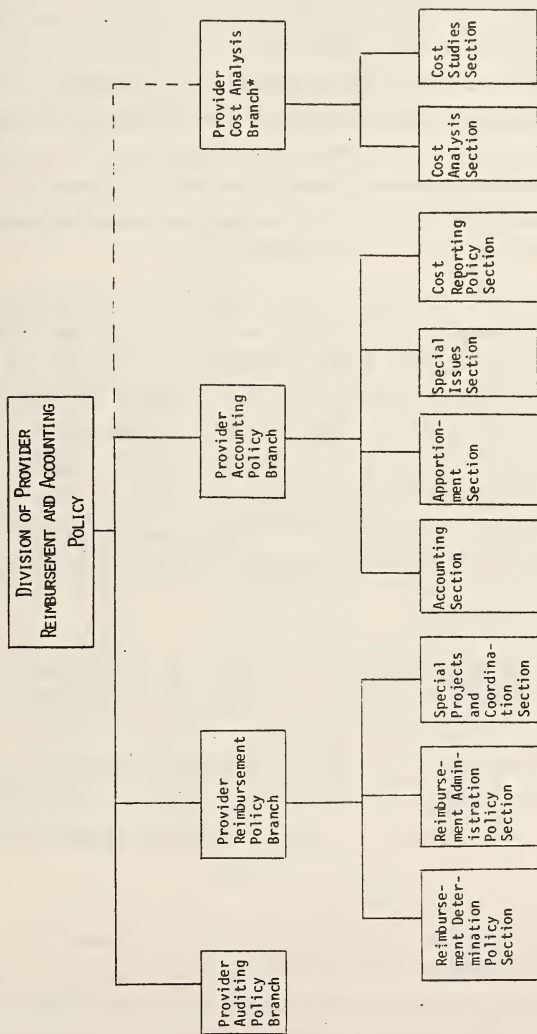 DIVISION OF PROVIDER
REIMBURSEMENT AND ACCOUNTING
POLICY
Provider
Auditing
Policy
Branch
Provider
Reimbursement
Policy
Branch
Provider
Accounting
Policy
Branch
Provider
Cost Analysis
Branch*
Reimburse-
ment Deter-
mination
Policy
Section
Reimburse-
ment Admin-
istration
Policy
Section
Special
Projects
and
Coordina-
tion
Section
Accounting
Section
Apportion-
ment
Section
Special
Issues
Section
Cost
Reporting
Policy
Section
Cost
Analysis
Section
Cost
Studies
Section